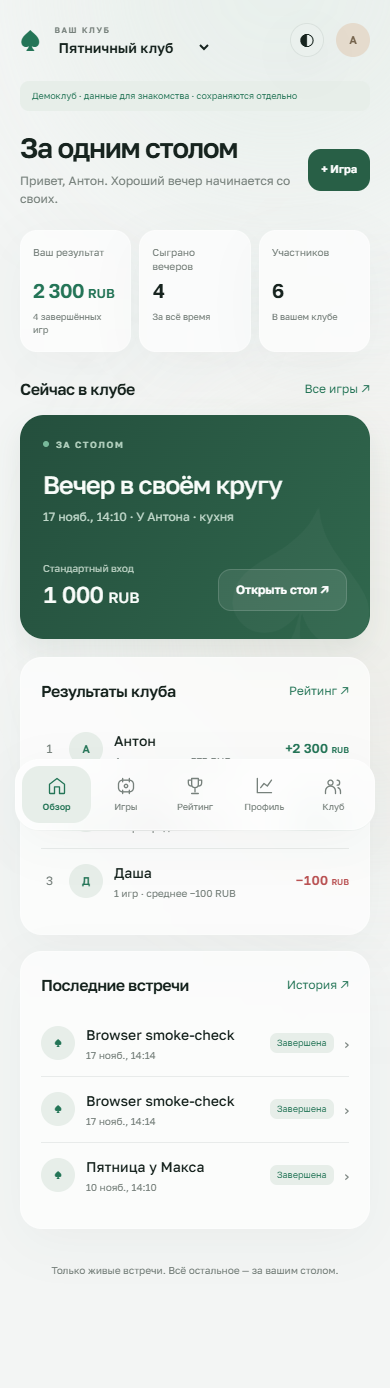 ВАШ КЛУБ
Пятничный клуб
А
Демоклуб · данные для знакомства · сохраняются отдельно
За одним столом
Привет, Антон. Хороший вечер начинается со
своих.
+ Игра
Ваш результат
2 300 RUB
4 завершённых
игр
Сыграно
вечеров
4
За всё время
Участников
6
В вашем клубе
Сейчас в клубе
Все игры ↗
ЗА СТОЛОМ
Вечер в своём кругу
17 нояб., 14:10 · У Антона · кухня
Стандартный вход
1 000 RUB
Открыть стол ↗
Результаты клуба
Рейтинг ↗
1 А Антон +2 300 RUB
Обзор
Игры
Рейтинг
Профиль
Клуб
3 Д Даша −100 RUB
1 игр · среднее −100 RUB
Последние встречи
История ↗
Browser smoke-check
17 нояб., 14:14
Завершена ›
Browser smoke-check
17 нояб., 14:14
Завершена ›
Пятница у Макса
10 нояб., 14:10
Завершена ›
Только живые встречи. Всё остальное — за вашим столом.